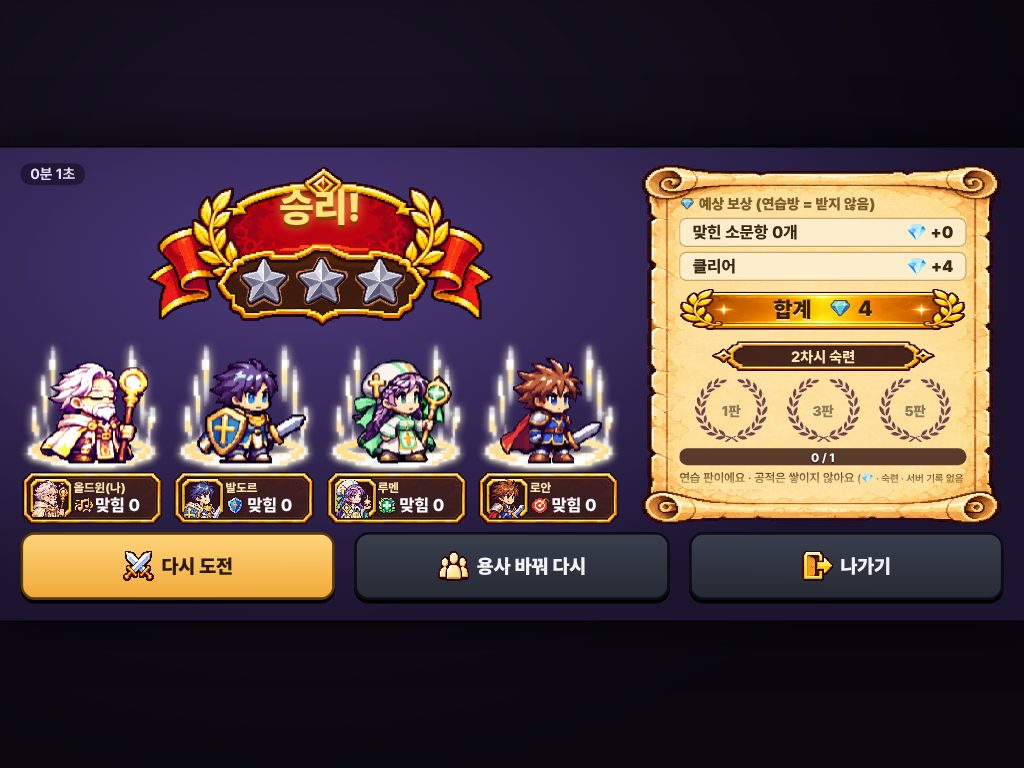 0분 1초
승리!
예상 보상 (연습방 = 받지 않음)
맞힌 소문항 0개 +0
클리어 +4
합계 4
2차시 숙련
1판 3판 5판
0 / 1
연습 판이에요 · 공적은 쌓이지 않아요 ( · 숙련 · 서버 기록 없음
올드윈(나)
맞힘 0
발도르
맞힘 0
루멘
맞힘 0
로안
맞힘 0
다시 도전
용사 바꿔 다시
나가기